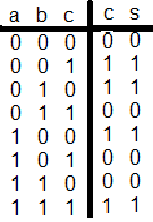 a b c c s
0 0 0 0 0
0 0 1 1 1
0 1 0 1 1
0 1 1 0 0
1 0 0 1 1
1 0 1 0 0
1 1 0 0 0
1 1 1 1 1